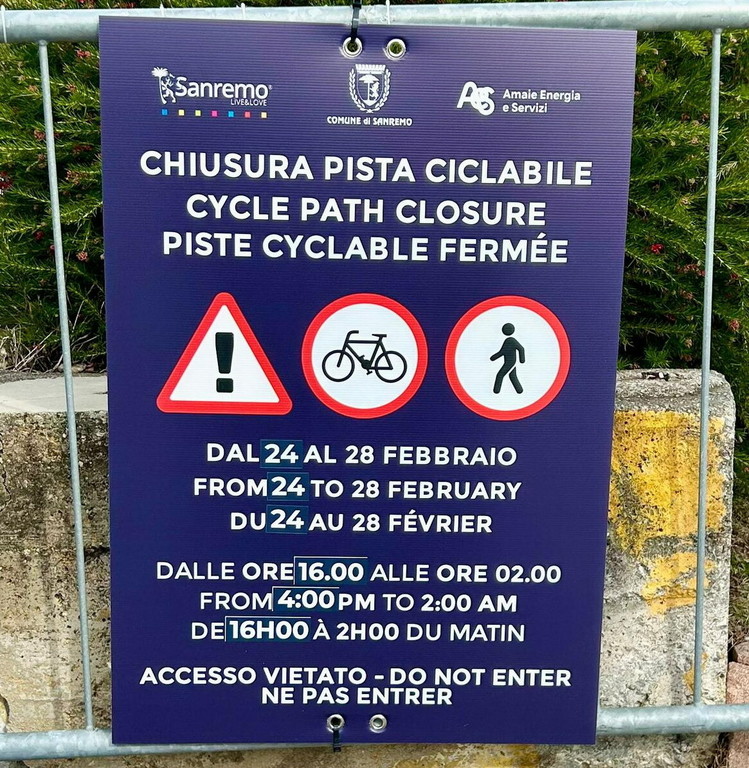 Sanremo
LIVE&LOVE
COMUNE di SANREMO
Amaie Energia
e Servizi
CHIUSURA PISTA CICLABILE
CYCLE PATH CLOSURE
PISTE CYCLABLE FERMÉE
DAL 24 AL 28 FEBBRAIO
FROM 24 TO 28 FEBRUARY
DU 24 AU 28 FÉVRIER
DALLE ORE 16.00 ALLE ORE 02.00
FROM 4:00 PM TO 2:00 AM
DE 16H00 À 2H00 DU MATIN
ACCESSO VIETATO - DO NOT ENTER
NE PAS ENTRER